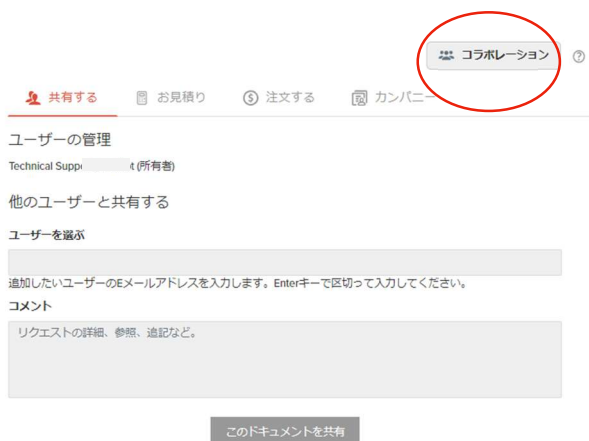 コラボレーション
共有する お見積り 注文する カンパニー
ユーザーの管理
Technical Supp t (所有者)
他のユーザーと共有する
ユーザーを選ぶ
追加したいユーザーのEメールアドレスを入力します。Enterキーで区切って入力してください。
コメント
リクエストの詳細、参照、追記など。
このドキュメントを共有